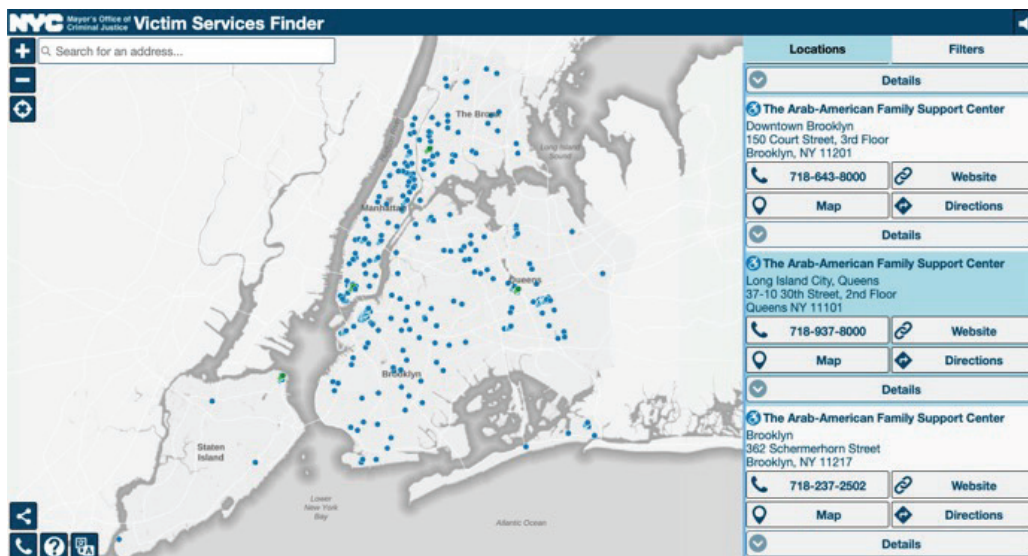 NYC Mayor's Office of Criminal Justice Victim Services Finder
Search for an address...
Locations
Filters
Details
The Arab-American Family Support Center
Downtown Brooklyn
150 Court Street, 3rd Floor
Brooklyn, NY 11201
718-643-8000
Website
Map
Directions
Details
The Arab-American Family Support Center
Long Island City, Queens
37-10 30th Street, 2nd Floor
Queens NY 11101
718-937-8000
Website
Map
Directions
Details
The Arab-American Family Support Center
Brooklyn
362 Schermerhorn Street
Brooklyn, NY 11217
718-237-2502
Website
Map
Directions
Details
The Bronx
Long Island
Sound
Manhattan
Queens
Brooklyn
Staten
Island
Lower
New York
Bay
Atlantic Ocean